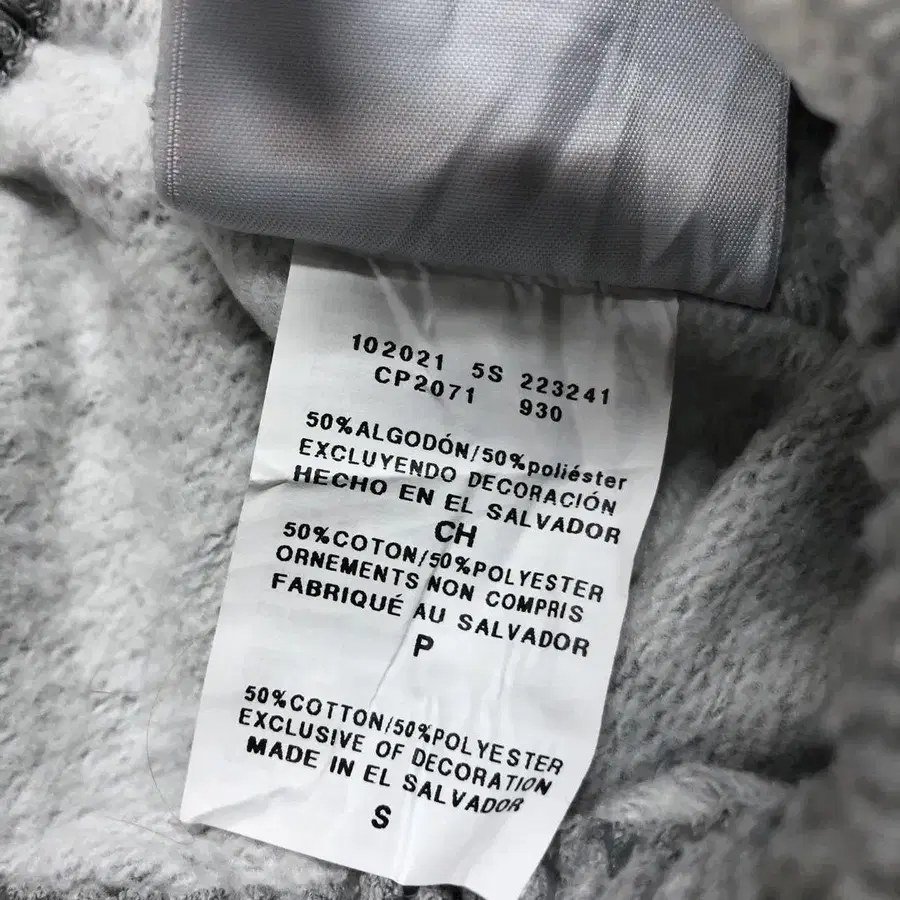 102021 5S 223241
CP2071 930
50%ALGODÓN/50%poliéster
EXCLUYENDO DECORACIÓN
HECHO EN EL SALVADOR
CH
50%COTON/50%POLYESTER
ORNEMENTS NON COMPRIS
FABRIQUÉ AU SALVADOR
P
50%COTTON/50%POLYESTER
EXCLUSIVE OF DECORATION
MADE IN EL SALVADOR
S